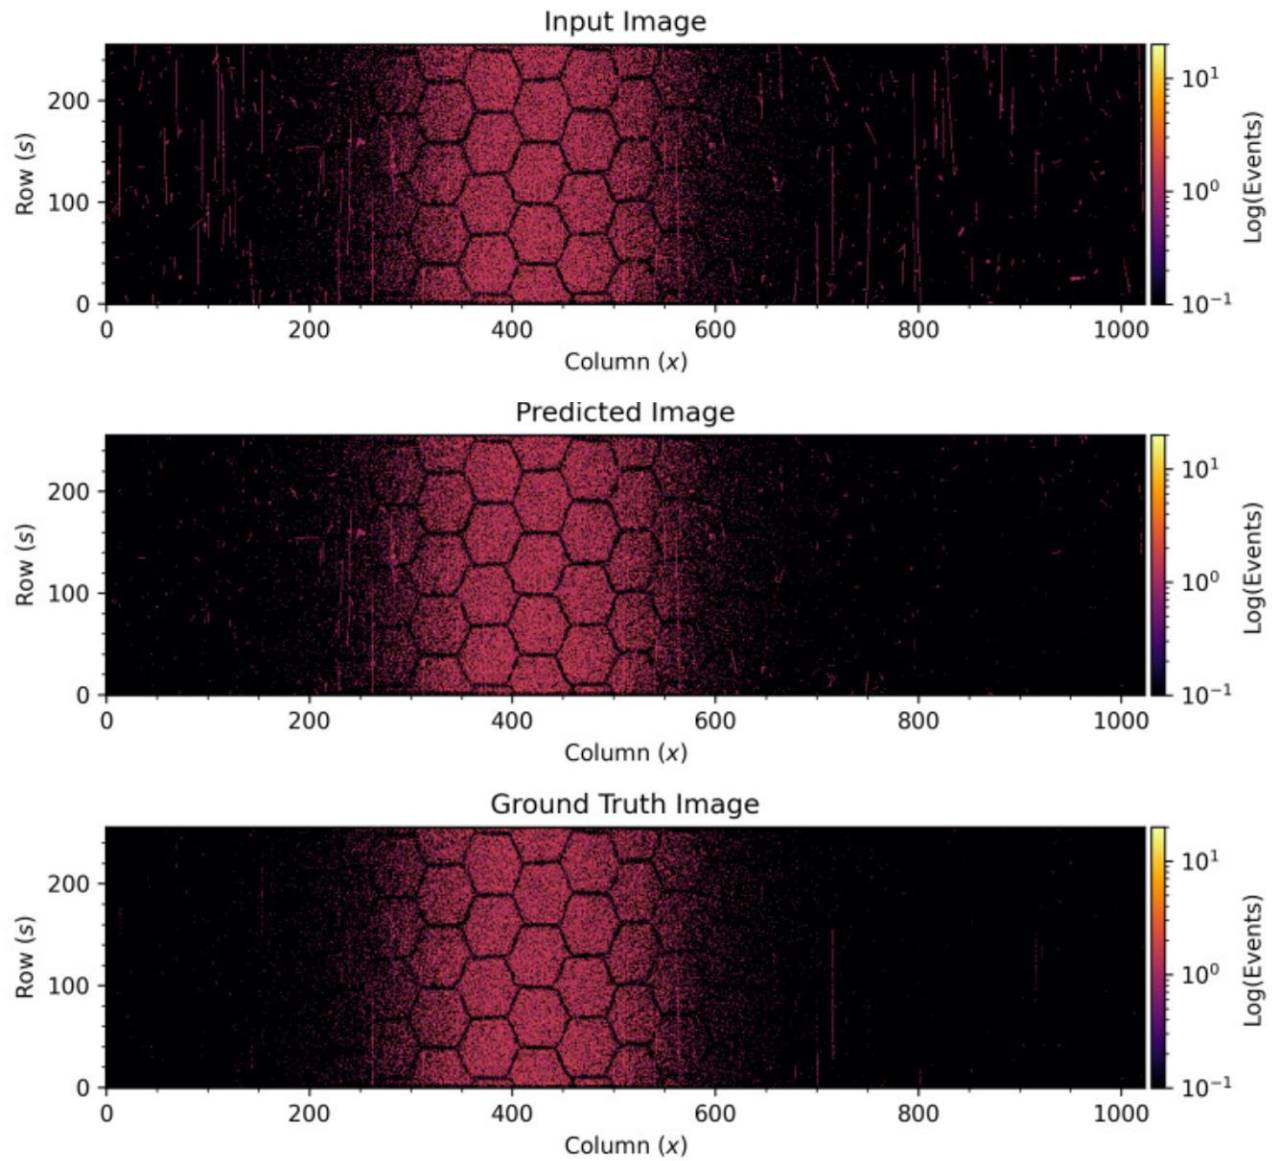 Input Image
Row (s)
200
100
0
0 200 400 600 800 1000
Column (x)
10¹
10⁰
10⁻¹
Log(Events)
Predicted Image
Row (s)
200
100
0
0 200 400 600 800 1000
Column (x)
10¹
10⁰
10⁻¹
Log(Events)
Ground Truth Image
Row (s)
200
100
0
0 200 400 600 800 1000
Column (x)
10¹
10⁰
10⁻¹
Log(Events)